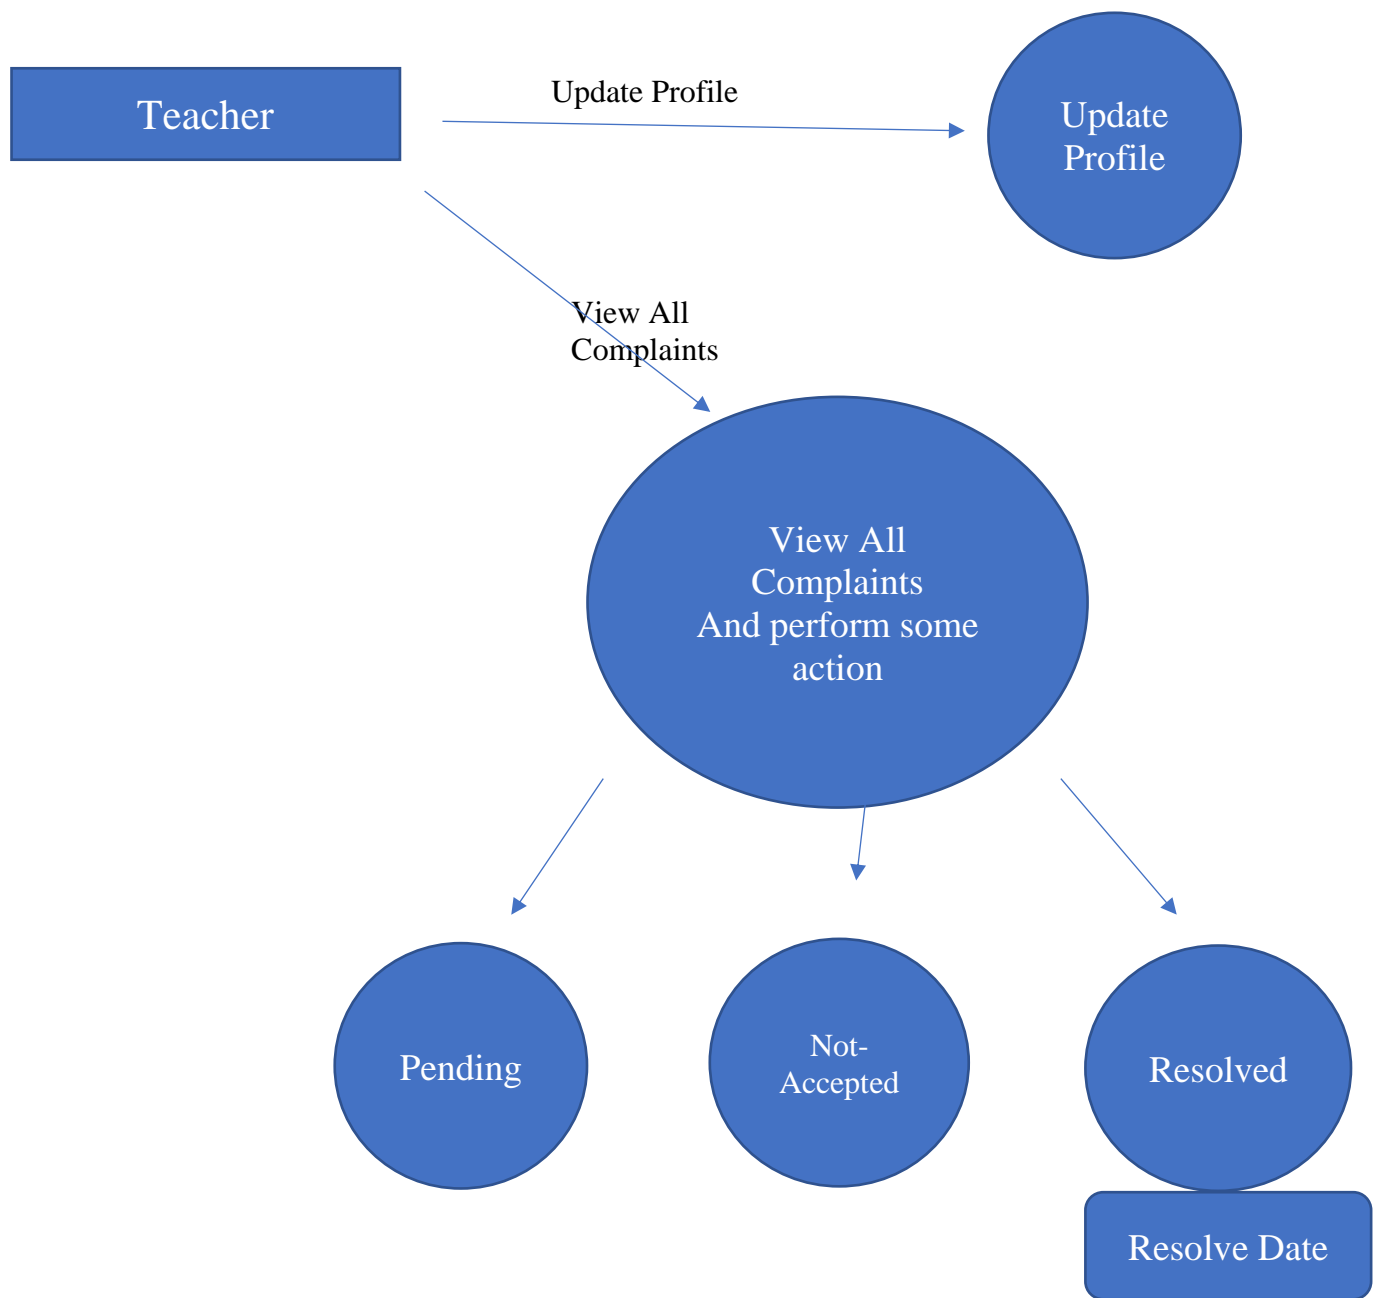 Teacher
Update Profile
Update
Profile
View All
Complaints
View All
Complaints
And perform some
action
Pending
Not-
Accepted
Resolved
Resolve Date